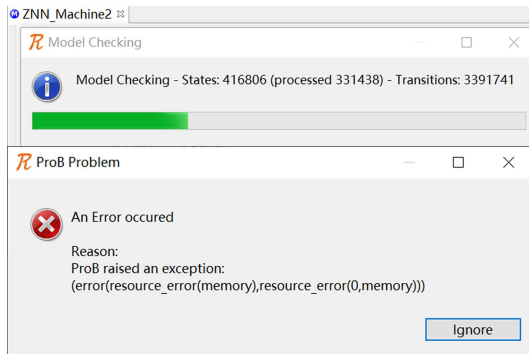 ZNN_Machine2
Model Checking
Model Checking - States: 416806 (processed 331438) - Transitions: 3391741
ProB Problem
An Error occured
Reason:
ProB raised an exception:
(error(resource_error(memory),resource_error(0,memory)))
Ignore